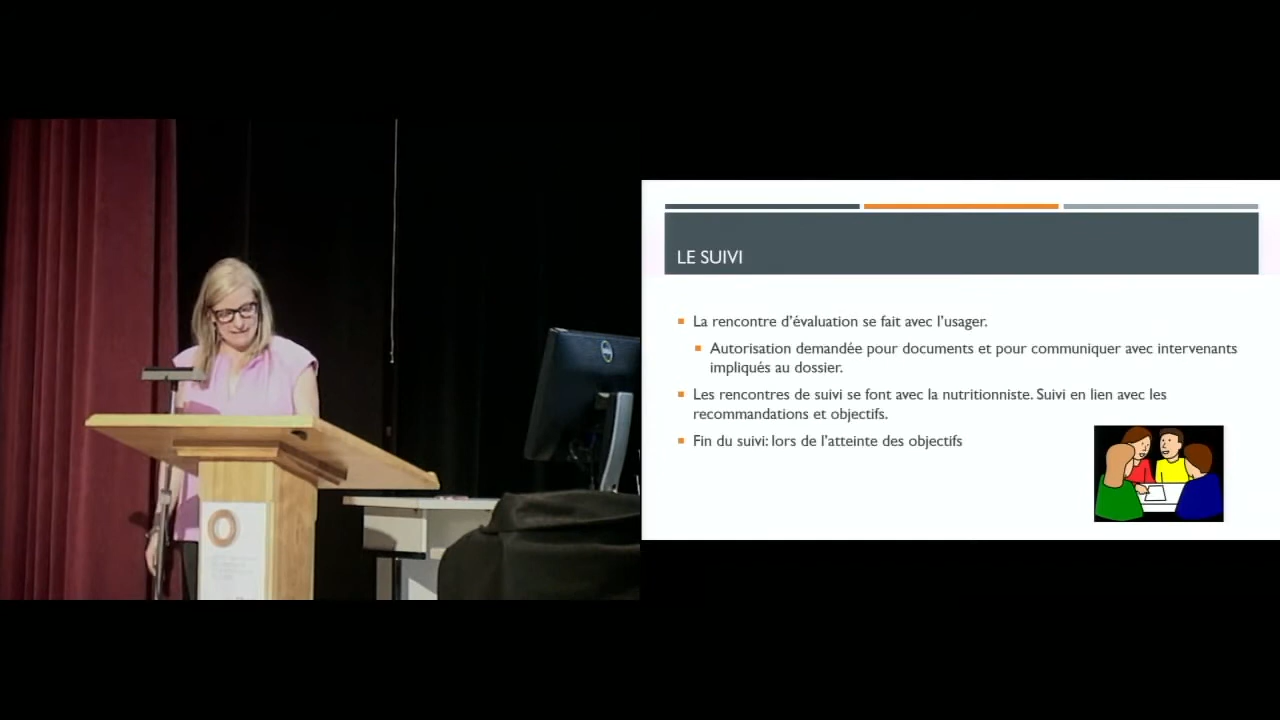 LE SUIVI
La rencontre d'évaluation se fait avec l'usager.
Autorisation demandée pour documents et pour communiquer avec intervenants
impliqués au dossier.
Les rencontres de suivi se font avec la nutritionniste. Suivi en lien avec les
recommandations et objectifs.
Fin du suivi: lors de l'atteinte des objectifs